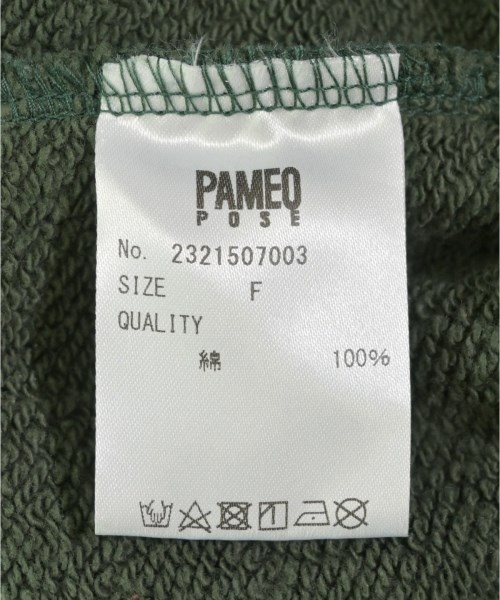 PAMEO
POSE
No. 2321507003
SIZE F
QUALITY
綿 100%